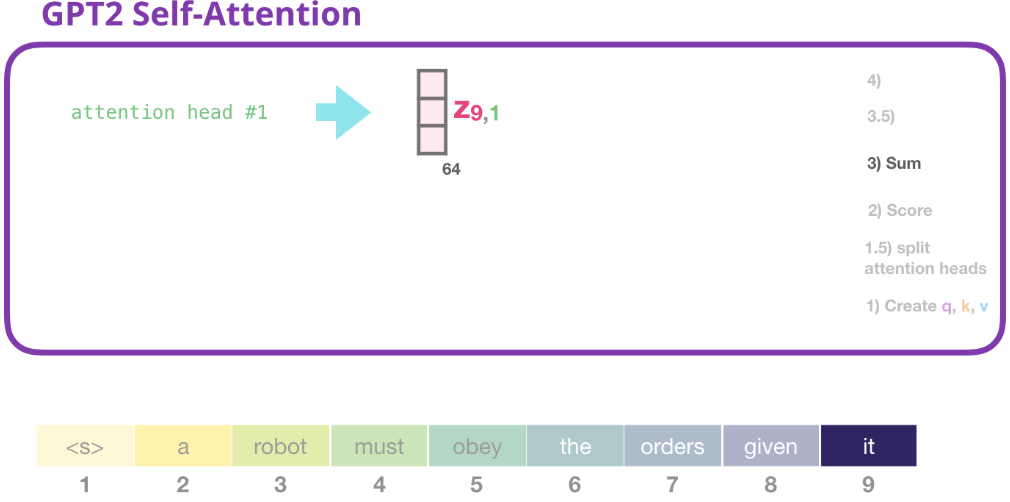 GPT2 Self-Attention
attention head #1
z9,1
64
4)
3.5)
3) Sum
2) Score
1.5) split
attention heads
1) Create q, k, v
<s> a robot must obey the orders given it
1 2 3 4 5 6 7 8 9